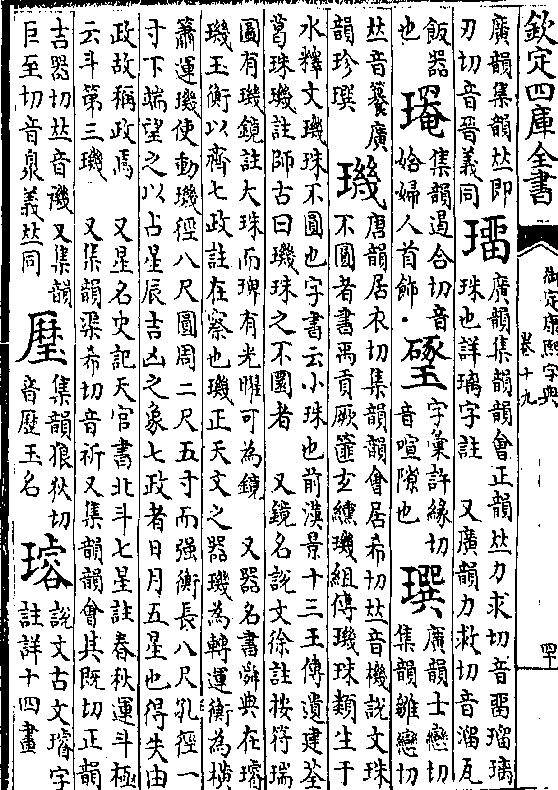 欽定四庫全書
御定康熙字典
卷十九
四十
廣韻集韻𠀤即
刃切音晉義同
璢
廣韻集韻韻會正韻𠀤力求切音畱瑠璃
珠也詳璃字註　又廣韻力救切音溜瓦
飯器
也
集韻遏合切音
姶婦人首飾
字彙許緣切
音喧隙也
廣韻士戀切
集韻雛戀切
𠀤音籑廣
韻珍撰
璣
唐韻居衣切集韻韻會居希切𠀤音機說文珠
不圓者書禹貢厥篚玄纁璣組傳璣珠類生于
水釋文璣珠不圓也字書云小珠也前漢景十三王傳遺建荃
葛珠璣註師古曰璣珠之不圜者　又鏡名說文徐註按符瑞
圖有璣鏡註大珠而琕有光曜可為鏡　又器名書舜典在璿
璣玉衡以齊七政註在察也璣正天文之器璣為轉運衡為橫
簫運璣使動璣徑八尺圓周二尺五寸而强衡長八尺孔徑一
寸下端望之以占星辰吉凶之象七政者日月五星也得失由
政故稱政焉　又星名史記天官書北斗七星註春秋運斗極
云斗第三璣　又集韻渠希切音祈又集韻韻會其既切正韻
吉器切𠀤音禨又集韻
巨至切音臮義𠀤同
集韻狼狄切
音歷玉名
說文古文璿字
註詳十四畫